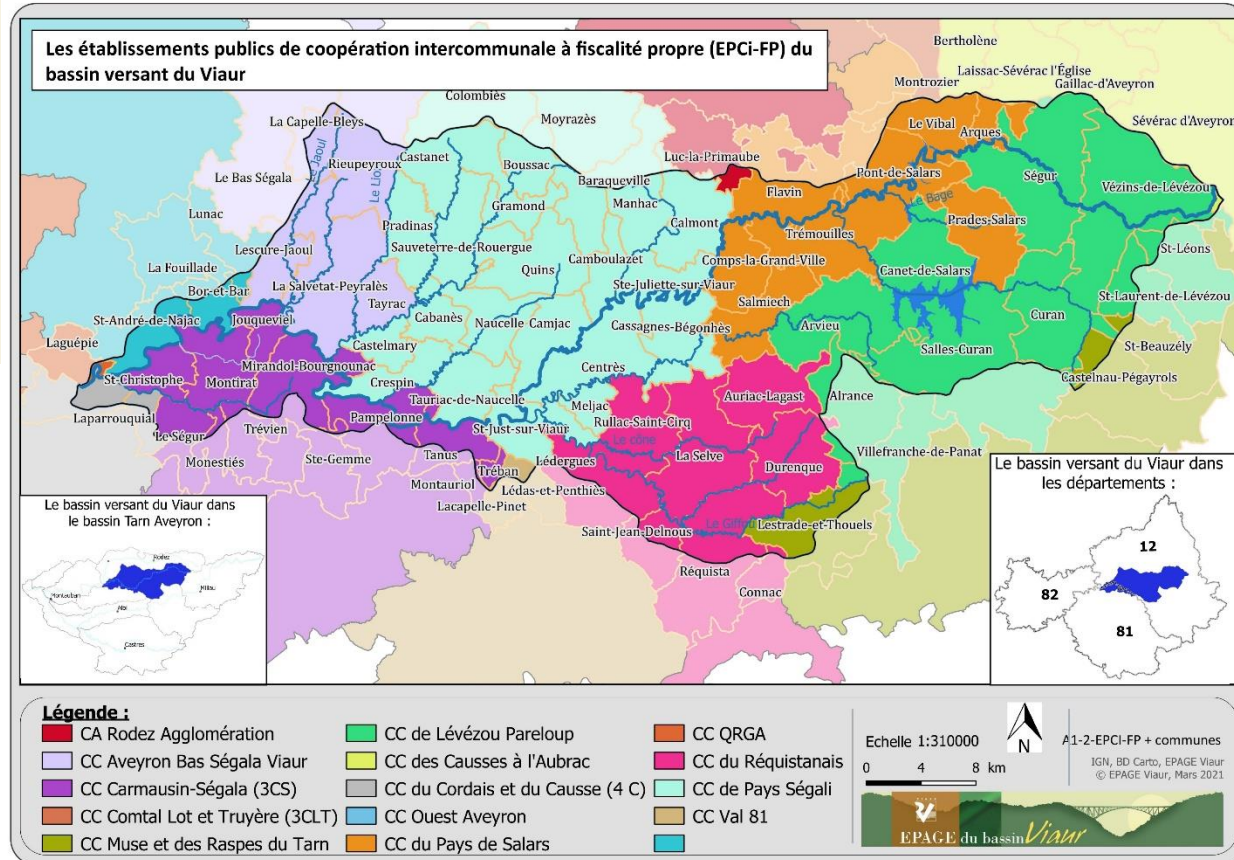 Les établissements publics de coopération intercommunale à fiscalité propre (EPCi-FP) du
bassin versant du Viaur
Bertholène
Laissac-Sévérac l'Église
Montrozier
Gaillac-d'Aveyron
Colombiès
La Capelle-Bleys
Moyrazès
Le Vibal
Arques
Sévérac d'Aveyron
Le Jaoul
Rieupeyroux
Castanet
Boussac
Luc-la-Primaube
Le Bas Ségala
Le Lio
Baraqueville
Flavin
Pont-de-Salars
Ségur
Vézins-de-Lévézou
Lunac
Gramond
Manhac
Le Bage
Pradinas
Calmont
Prades-Salars
Lescure-Jaoul
Sauveterre-de-Rouergue
Trémouilles
St-Léons
La Fouillade
Camboulazet
Comps-la-Grand-Ville
Quins
Canet-de-Salars
Bor-et-Bar
La Salvetat-Peyralès
Ste-Juliette-sur-Viaur
St-Laurent-de-Lévézou
Tayrac
Salmiech
St-André-de-Najac
Jouqueviel
Cabanès
Naucelle
Camjac
Cassagnes-Bégonhès
Arvieu
Curan
Laguépie
Castelmary
Salles-Curan
St-Beauzély
Mirandol-Bourgnounac
Centrès
St-Christophe
Montirat
Crespin
Castelnau-Pégayrols
Tauriac-de-Naucelle
Meljac
Auriac-Lagast
Alrance
Laparrouquial
Pampelonne
Rullac-Saint-Cirq
Le Ségur
Trévien
St-Just-sur-Viaur
Le cône
Villefranche-de-Panat
Monestiés
Ste-Gemme
Tanus
Lédergues
La Selve
Durenque
Montauriol
Tréban
Lédas-et-Penthiès
Lacapelle-Pinet
Le Giffou
Lestrade-et-Thouels
Saint-Jean-Delnous
Réquista
Connac
Le bassin versant du Viaur dans
le bassin Tarn Aveyron :
Rodez
Montauban
Millau
Albi
Castres
Le bassin versant du Viaur dans
les départements :
12
82
81
Légende :
CA Rodez Agglomération
CC Aveyron Bas Ségala Viaur
CC Carmausin-Ségala (3CS)
CC Comtal Lot et Truyère (3CLT)
CC Muse et des Raspes du Tarn
CC de Lévézou Pareloup
CC des Causses à l'Aubrac
CC du Cordais et du Causse (4 C)
CC Ouest Aveyron
CC du Pays de Salars
CC QRGA
CC du Réquistanais
CC de Pays Ségali
CC Val 81
Echelle 1:310000
0 4 8 km
N
A1-2-EPCI-FP + communes
IGN, BD Carto, EPAGE Viaur
© EPAGE Viaur, Mars 2021
EPAGE du bassin Viaur